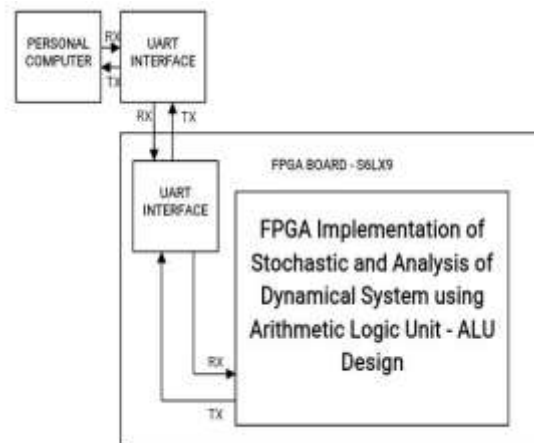 PERSONAL
COMPUTER
RX
TX
UART
INTERFACE
RX
TX
FPGA BOARD - S6LX9
UART
INTERFACE
FPGA Implementation of
Stochastic and Analysis of
Dynamical System using
Arithmetic Logic Unit - ALU
Design
RX
TX